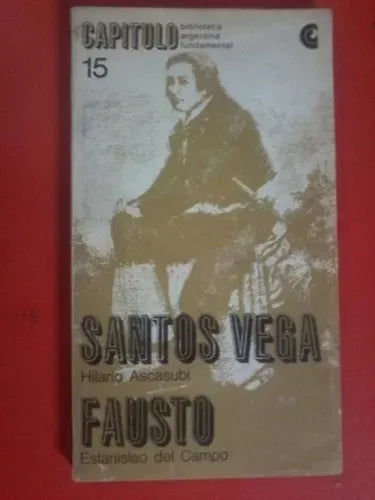 CAPITULO
biblioteca
argentina
fundamental
15
SANTOS VEGA
Hilario Ascasubi
FAUSTO
Estanislao del Campo